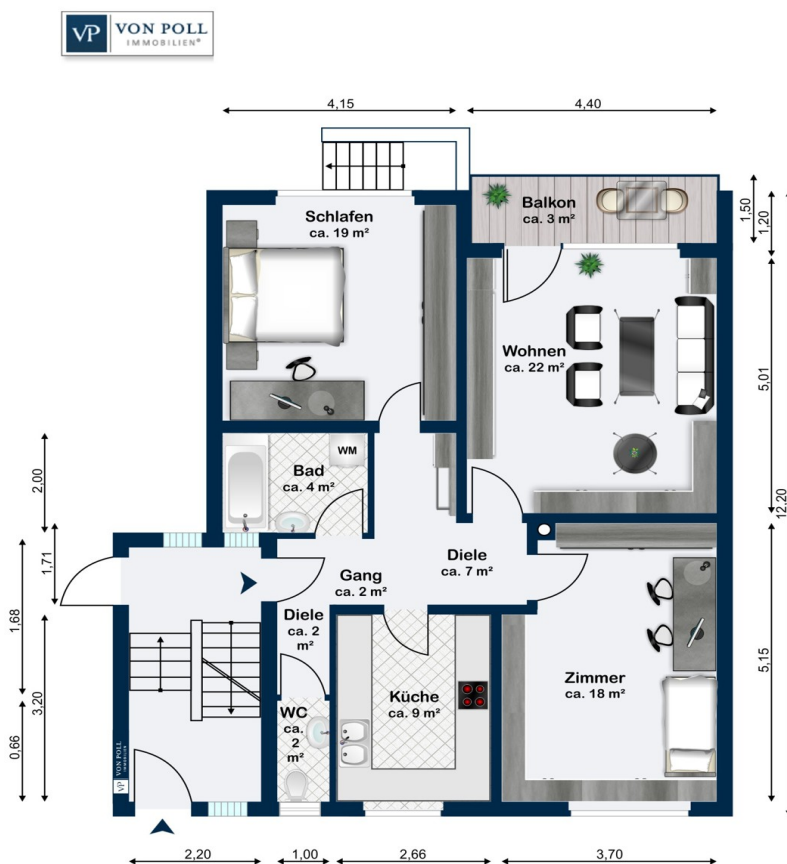 VP VON POLL
IMMOBILIEN®
4,15
4,40
Schlafen
ca. 19 m²
Balkon
ca. 3 m²
1,50
1,20
Wohnen
ca. 22 m²
5,01
12,20
2,00
Bad
ca. 4 m²
WM
1,71
1,68
Gang
ca. 2 m²
Diele
ca. 7 m²
Diele
ca. 2
m²
3,20
0,66
WC
ca.
2
m²
Küche
ca. 9 m²
Zimmer
ca. 18 m²
5,15
VP VON POLL
IMMOBILIEN
2,20
1,00
2,66
3,70